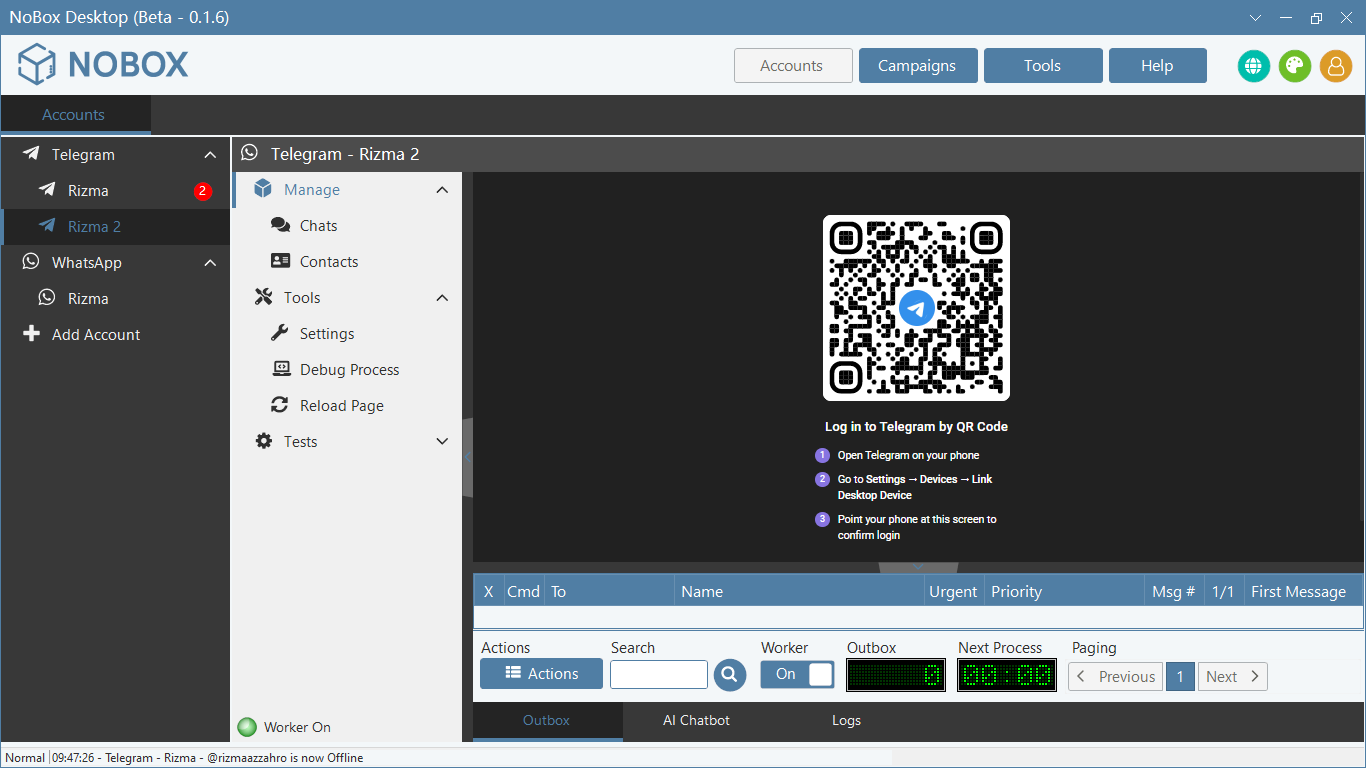 NoBox Desktop (Beta - 0.1.6)
NOBOX
Accounts
Campaigns
Tools
Help
Accounts
Telegram
Rizma
2
Rizma 2
WhatsApp
Rizma
Add Account
Telegram - Rizma 2
Manage
Chats
Contacts
Tools
Settings
Debug Process
Reload Page
Tests
Worker On
Log in to Telegram by QR Code
1 Open Telegram on your phone
2 Go to Settings → Devices → Link
Desktop Device
3 Point your phone at this screen to
confirm login
X Cmd To Name Urgent Priority Msg # 1/1 First Message
Actions Search Worker Outbox Next Process Paging
Actions On 0 00:00 Previous 1 Next
Outbox AI Chatbot Logs
Normal 09:47:26 - Telegram - Rizma - @rizmaazzahro is now Offline